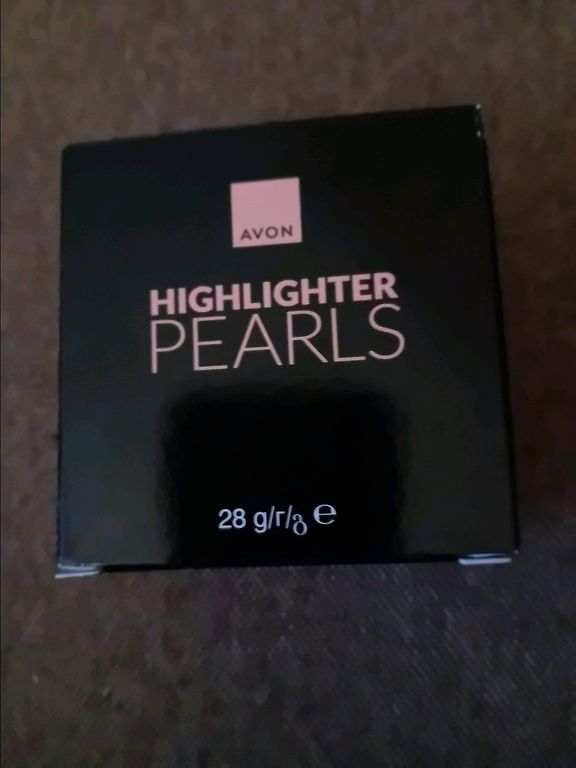 AVON
HIGHLIGHTER
PEARLS
28 g/г/გ ℮